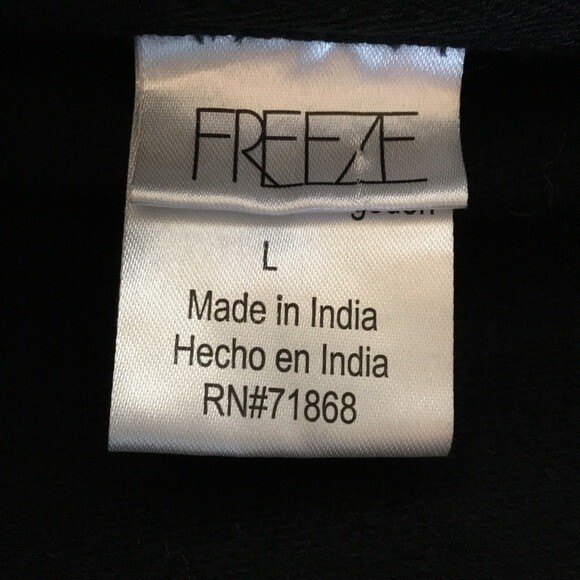 FREEZE
L
Made in India
Hecho en India
RN#71868